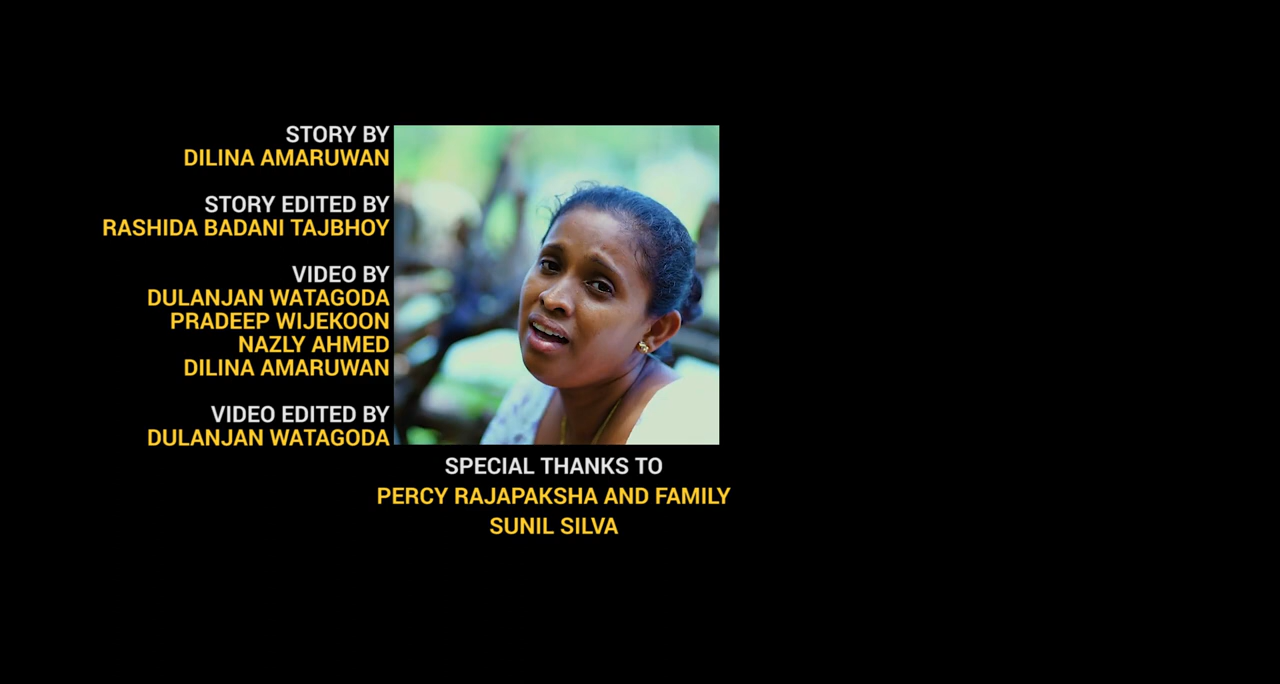 STORY BY
DILINA AMARUWAN
STORY EDITED BY
RASHIDA BADANI TAJBHOY
VIDEO BY
DULANJAN WATAGODA
PRADEEP WIJEKOON
NAZLY AHMED
DILINA AMARUWAN
VIDEO EDITED BY
DULANJAN WATAGODA
SPECIAL THANKS TO
PERCY RAJAPAKSHA AND FAMILY
SUNIL SILVA